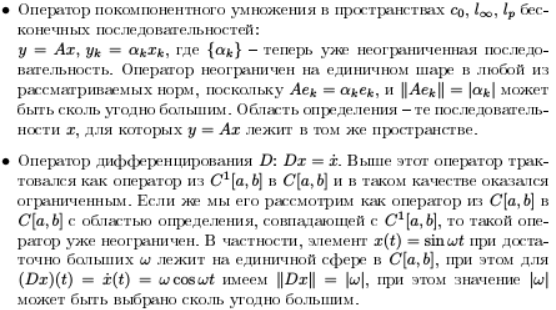 • Оператор покомпонентного умножения в пространствах c₀, l∞, lₚ бес-
конечных последовательностей:
y = Ax, yₖ = αₖxₖ, где {αₖ} – теперь уже неограниченная последо-
вательность. Оператор неограничен на единичном шаре в любой из
рассматриваемых норм, поскольку Aeₖ = αₖeₖ, и ‖Aeₖ‖ = |αₖ| может
быть сколь угодно большим. Область определения – те последователь-
ности x, для которых y = Ax лежит в том же пространстве.
• Оператор дифференцирования D: Dx = ẋ. Выше этот оператор трак-
товался как оператор из C¹[a, b] в C[a, b] и в таком качестве оказался
ограниченным. Если же мы его рассмотрим как оператор из C[a, b] в
C[a, b] с областью определения, совпадающей с C¹[a, b], то такой опе-
ратор уже неограничен. В частности, элемент x(t) = sin ωt при доста-
точно больших ω лежит на единичной сфере в C[a, b], при этом для
(Dx)(t) = ẋ(t) = ω cos ωt имеем ‖Dx‖ = |ω|, при этом значение |ω|
может быть выбрано сколь угодно большим.